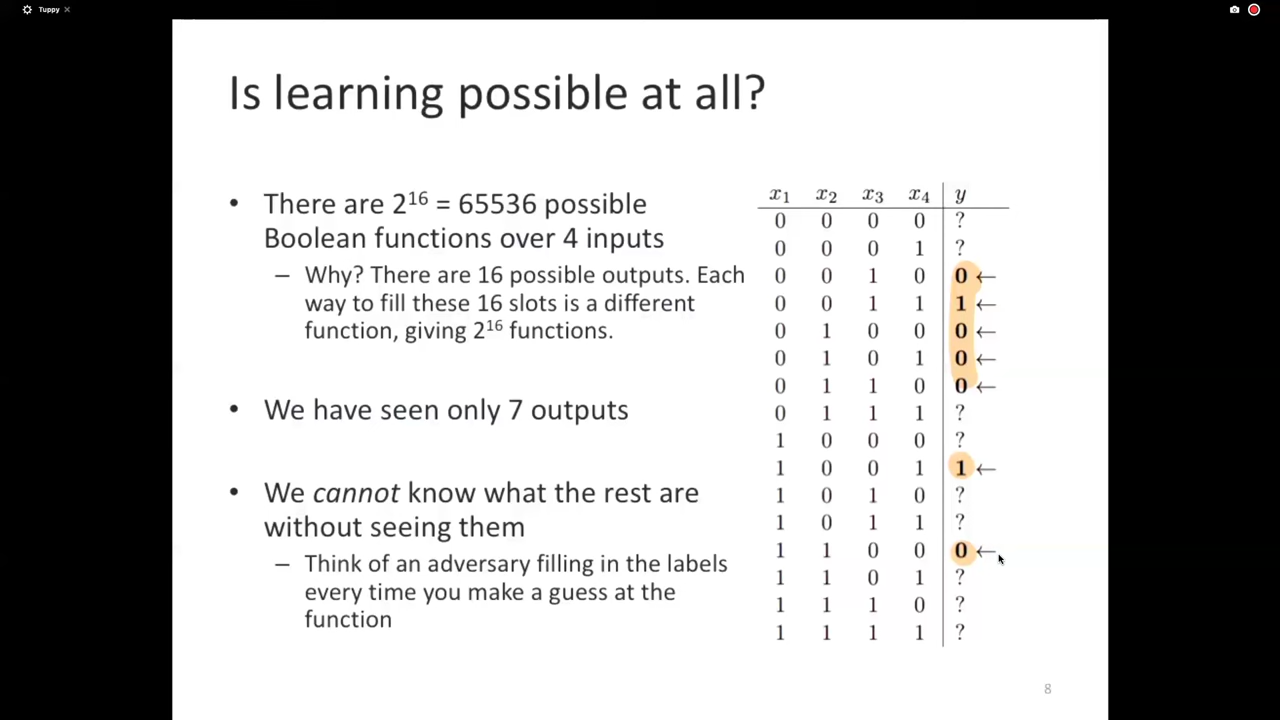 Tuppy ×
Is learning possible at all?
• There are 2¹⁶ = 65536 possible
Boolean functions over 4 inputs
– Why? There are 16 possible outputs. Each
way to fill these 16 slots is a different
function, giving 2¹⁶ functions.
• We have seen only 7 outputs
• We cannot know what the rest are
without seeing them
– Think of an adversary filling in the labels
every time you make a guess at the
function
x₁ x₂ x₃ x₄ y
0 0 0 0 ?
0 0 0 1 ?
0 0 1 0 0 ←
0 0 1 1 1 ←
0 1 0 0 0 ←
0 1 0 1 0 ←
0 1 1 0 0 ←
0 1 1 1 ?
1 0 0 0 ?
1 0 0 1 1 ←
1 0 1 0 ?
1 0 1 1 ?
1 1 0 0 0 ←
1 1 0 1 ?
1 1 1 0 ?
1 1 1 1 ?
8